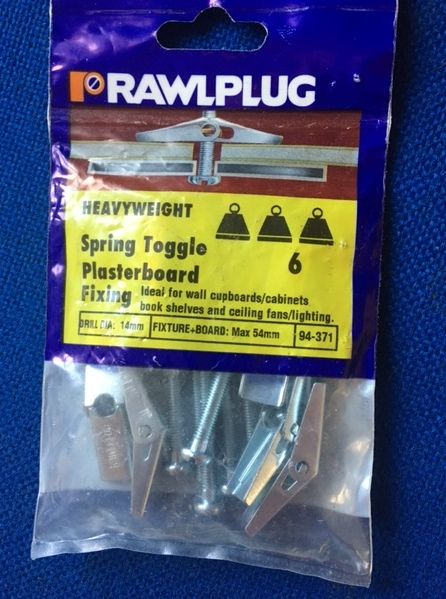 RAWLPLUG
HEAVYWEIGHT
6
Spring Toggle
Plasterboard
Fixing
Ideal for wall cupboards/cabinets
book shelves and ceiling fans/lighting.
DRILL DIA: 14mm FIXTURE+BOARD: Max 54mm 94-371